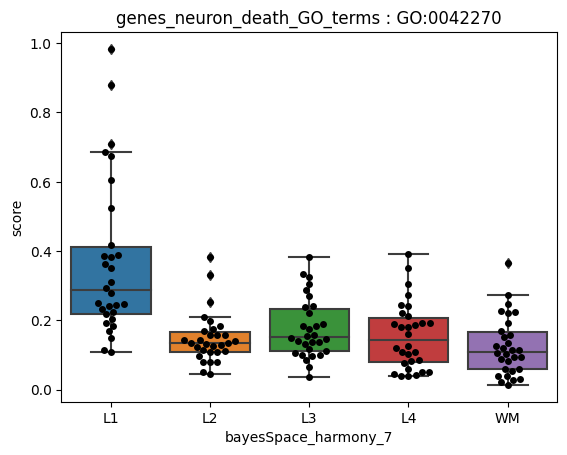 genes_neuron_death_GO_terms : GO:0042270
score
1.0
0.8
0.6
0.4
0.2
0.0
L1 L2 L3 L4 WM
bayesSpace_harmony_7